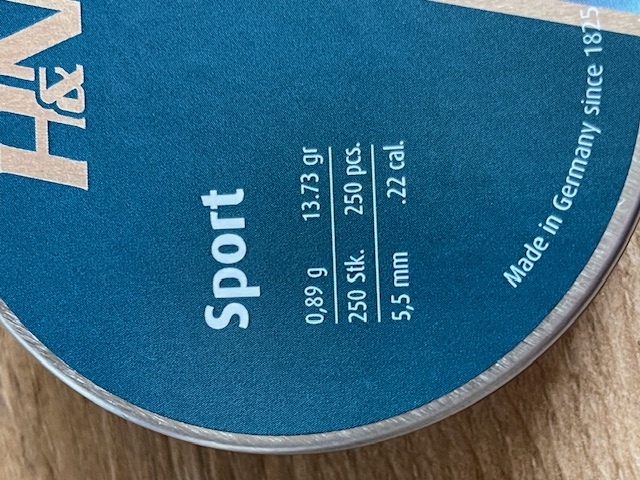 H&N
Sport
0,89 g 13.73 gr
250 Stk. 250 pcs.
5,5 mm .22 cal.
Made in Germany since 1825